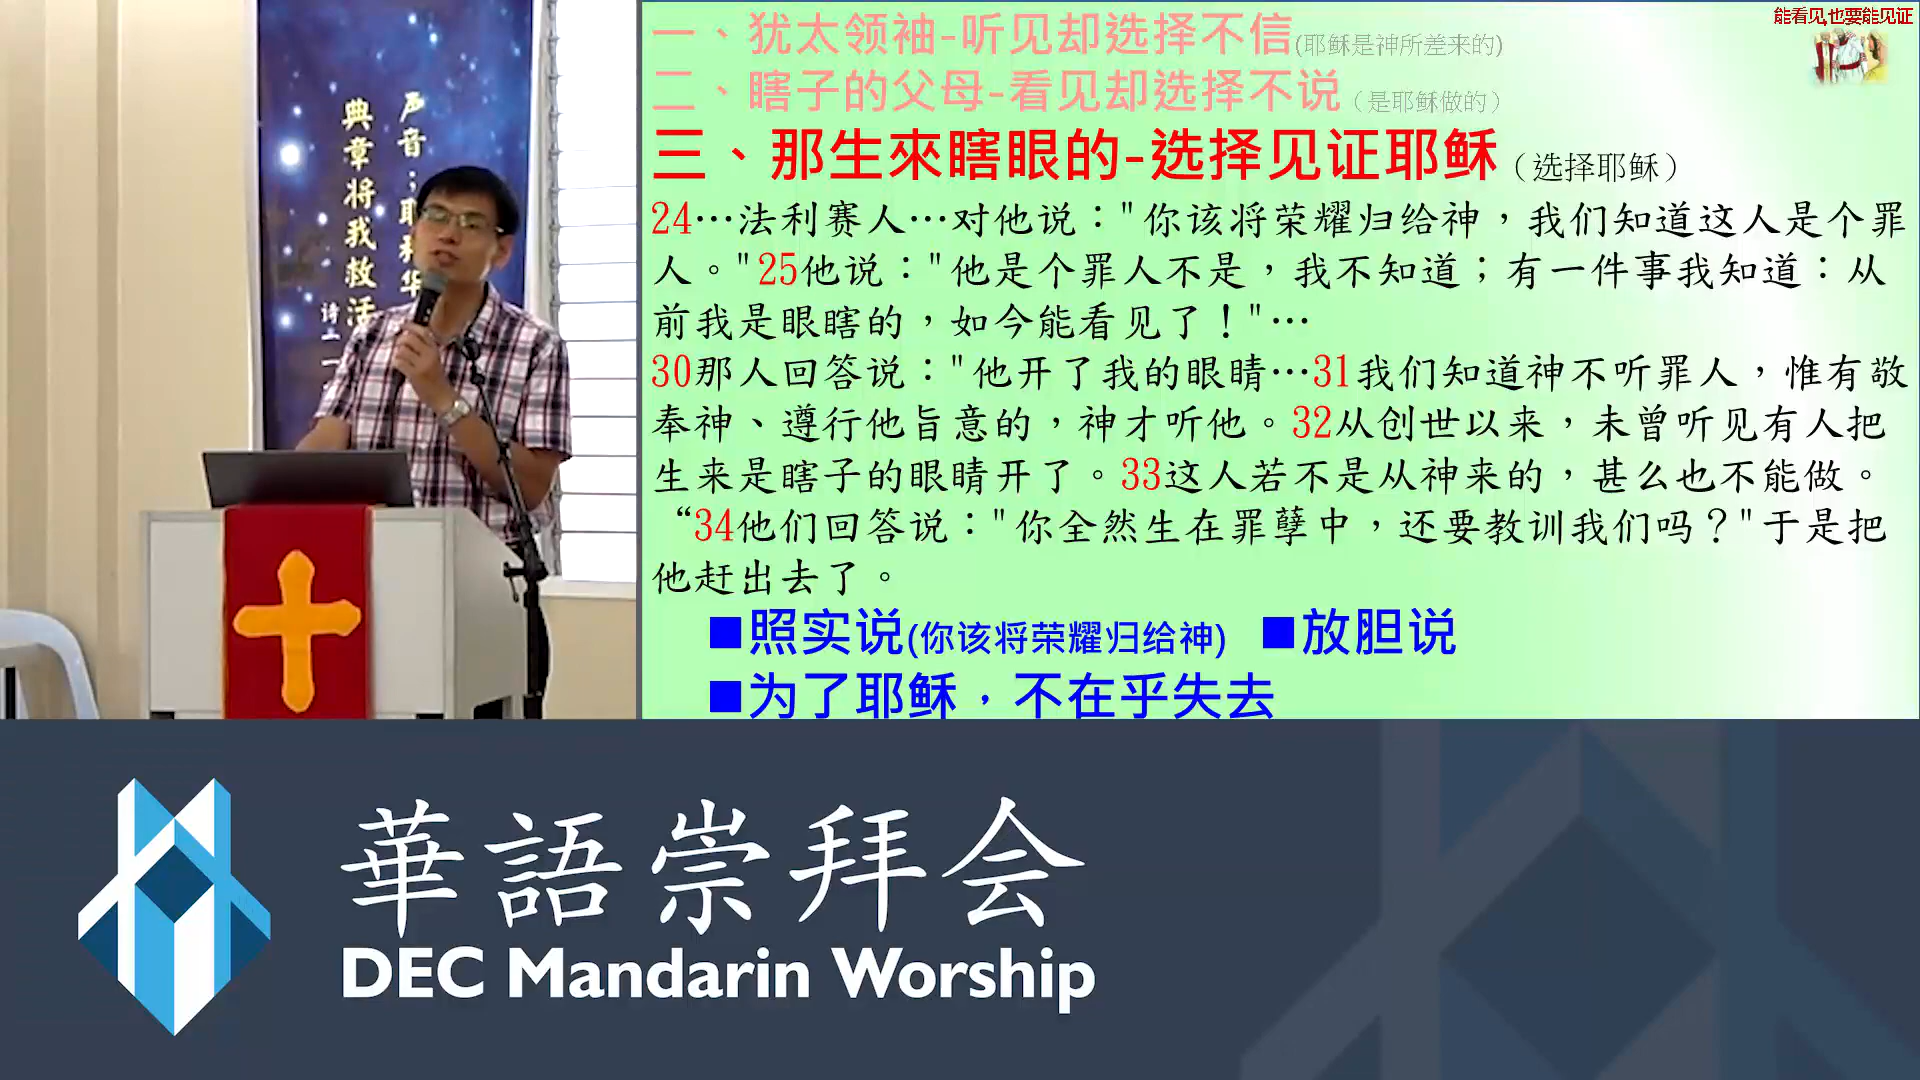 声音；耶和华
典章将我救活
诗
能看见,也要能见证
一、犹太领袖-听见却选择不信(耶稣是神所差来的)
二、瞎子的父母-看见却选择不说（是耶稣做的）
三、那生來瞎眼的-选择见证耶稣（选择耶稣）
24…法利赛人…对他说："你该将荣耀归给神，我们知道这人是个罪
人。"25他说："他是个罪人不是，我不知道；有一件事我知道：从
前我是眼瞎的，如今能看见了！"…
30那人回答说："他开了我的眼睛…31我们知道神不听罪人，惟有敬
奉神、遵行他旨意的，神才听他。32从创世以来，未曾听见有人把
生来是瞎子的眼睛开了。33这人若不是从神来的，甚么也不能做。
“34他们回答说："你全然生在罪孽中，还要教训我们吗？"于是把
他赶出去了。
■照实说(你该将荣耀归给神) ■放胆说
■为了耶稣，不在乎失去
華語崇拜会
DEC Mandarin Worship